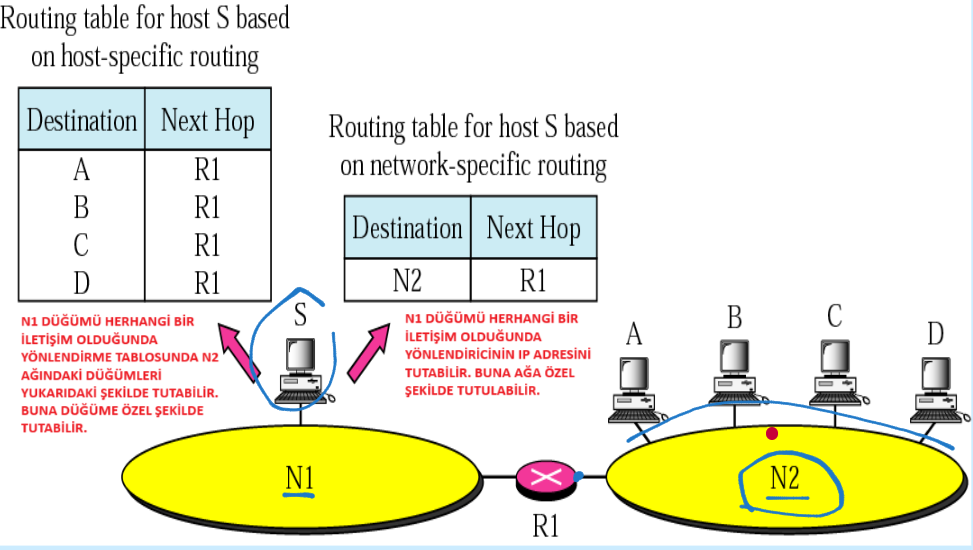 Routing table for host S based
on host-specific routing
Destination Next Hop
A R1
B R1
C R1
D R1
Routing table for host S based
on network-specific routing
Destination Next Hop
N2 R1
N1 DÜĞÜMÜ HERHANGİ BİR
İLETİŞİM OLDUĞUNDA
YÖNLENDİRME TABLOSUNDA N2
AĞINDAKİ DÜĞÜMLERİ
YUKARIDAKİ ŞEKİLDE TUTABİLİR.
BUNA DÜĞÜME ÖZEL ŞEKİLDE
TUTABİLİR.
S
N1 DÜĞÜMÜ HERHANGİ BİR
İLETİŞİM OLDUĞUNDA
YÖNLENDİRİCİNİN IP ADRESİNİ
TUTABİLİR. BUNA AĞA ÖZEL
ŞEKİLDE TUTULABİLİR.
A
B
C
D
N1
R1
N2